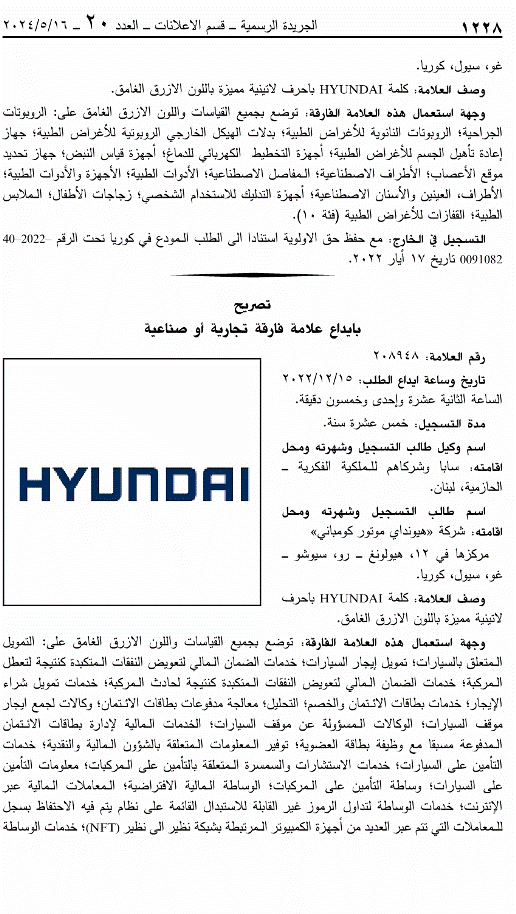 ١٢٢٨
الجريدة الرسمية ـ قسم الاعلانات ـ العدد ٢٠ ـ ٢٠٢٤/٥/١٦
غو، سيول، كوريا.
وصف العلامة: كلمة HYUNDAI باحرف لاتينية مميزة باللون الازرق الغامق.
وجهة استعمال هذه العلامة الفارقة: توضع بجميع القياسات واللون الازرق الغامق على: الروبوتات
الجراحية؛ الروبوتات النانوية للأغراض الطبية؛ بدلات الهيكل الخارجي الروبوتية للأغراض الطبية؛ جهاز
إعادة تأهيل الجسم للأغراض الطبية؛ أجهزة التخطيط الكهربائي للدماغ؛ أجهزة قياس النبض؛ جهاز تحديد
موقع الأعصاب؛ الأطراف الاصطناعية؛ المفاصل الاصطناعية؛ الأدوات الطبية؛ الأجهزة والأدوات الطبية؛
الأطراف، العينين والأسنان الاصطناعية؛ أجهزة التدليك للاستخدام الشخصي؛ زجاجات الأطفال؛ الملابس
الطبية؛ القفازات للأغراض الطبية (فئة ١٠).
التسجيل في الخارج: مع حفظ حق الاولوية استنادا الى الطلب المودع في كوريا تحت الرقم 40-2022-
0091082 تاريخ ١٧ أيار ٢٠٢٢.
تصريح
بايداع علامة فارقة تجارية أو صناعية
رقم العلامة: ٢٠٨٩٤٨
تاريخ وساعة ايداع الطلب: ٢٠٢٢/١٢/١٥
الساعة الثانية عشرة وإحدى وخمسون دقيقة.
مدة التسجيل: خمس عشرة سنة.
اسم وكيل طالب التسجيل وشهرته ومحل
اقامته: سابا وشركاهم للملكية الفكرية ـ
الحازمية، لبنان.
اسم طالب التسجيل وشهرته ومحل
اقامته: شركة «هيونداي موتور كومباني»
مركزها في ١٢، هيولونغ ـ رو، سيوشو ـ
غو، سيول، كوريا.
وصف العلامة: كلمة HYUNDAI باحرف
لاتينية مميزة باللون الازرق الغامق.
HYUNDAI
وجهة استعمال هذه العلامة الفارقة: توضع بجميع القياسات واللون الازرق الغامق على: التمويل
المتعلق بالسيارات؛ تمويل إيجار السيارات؛ خدمات الضمان المالي لتعويض النفقات المتكبدة كنتيجة لتعطل
المركبة؛ خدمات الضمان المالي لتعويض النفقات المتكبدة كنتيجة لحادث المركبة؛ خدمات تمويل شراء
الإيجار؛ خدمات بطاقات الائتمان والخصم؛ التحليل؛ معالجة مدفوعات بطاقات الائتمان؛ وكالات لجمع ايجار
موقف السيارات؛ الوكالات المسؤولة عن موقف السيارات؛ الخدمات المالية لإدارة بطاقات الائتمان
المدفوعة مسبقا مع وظيفة بطاقة العضوية؛ توفير المعلومات المتعلقة بالشؤون المالية والنقدية؛ خدمات
التأمين على السيارات؛ خدمات الاستشارات والسمسرة المتعلقة بالتأمين على المركبات؛ معلومات التأمين
على السيارات؛ وساطة التأمين على المركبات؛ الوساطة المالية الافتراضية؛ المعاملات المالية عبر
الإنترنت؛ خدمات الوساطة لتداول الرموز غير القابلة للاستبدال القائمة على نظام يتم فيه الاحتفاظ بسجل
للمعاملات التي تتم عبر العديد من أجهزة الكمبيوتر المرتبطة بشبكة نظير الى نظير (NFT)؛ خدمات الوساطة